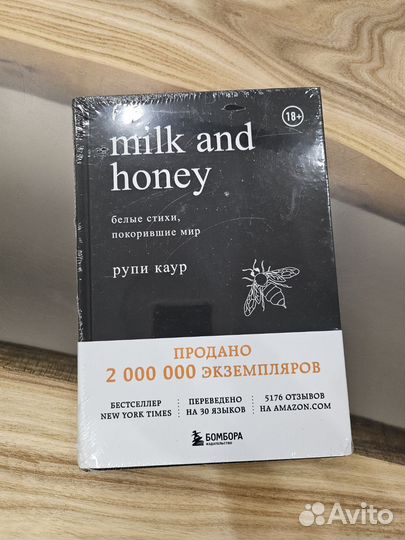 18+
milk and
honey
белые стихи,
покорившие мир
рупи каур
ПРОДАНО
2 000 000 ЭКЗЕМПЛЯРОВ
БЕСТСЕЛЛЕР
NEW YORK TIMES
ПЕРЕВЕДЕНО
НА 30 ЯЗЫКОВ
5176 ОТЗЫВОВ
НА AMAZON.COM
БОМБОРА
ИЗДАТЕЛЬСТВО
Avito